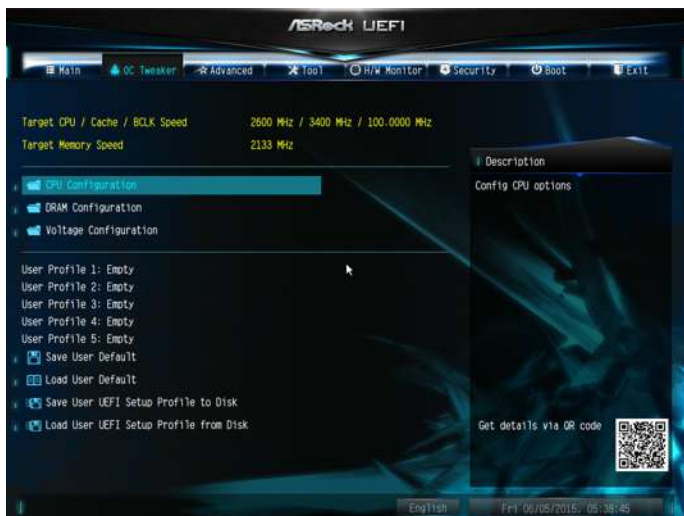 ASRock UEFI
Main OC Tweaker Advanced Tool H/W Monitor Security Boot Exit
Target CPU / Cache / BCLK Speed 2600 MHz / 3400 MHz / 100.0000 MHz
Target Memory Speed 2133 MHz
Description
CPU Configuration
Config CPU options
DRAM Configuration
Voltage Configuration
User Profile 1: Empty
User Profile 2: Empty
User Profile 3: Empty
User Profile 4: Empty
User Profile 5: Empty
Save User Default
Load User Default
Save User UEFI Setup Profile to Disk
Load User UEFI Setup Profile from Disk
Get details via QR code
English
Fri 06/05/2015. 05:38:45